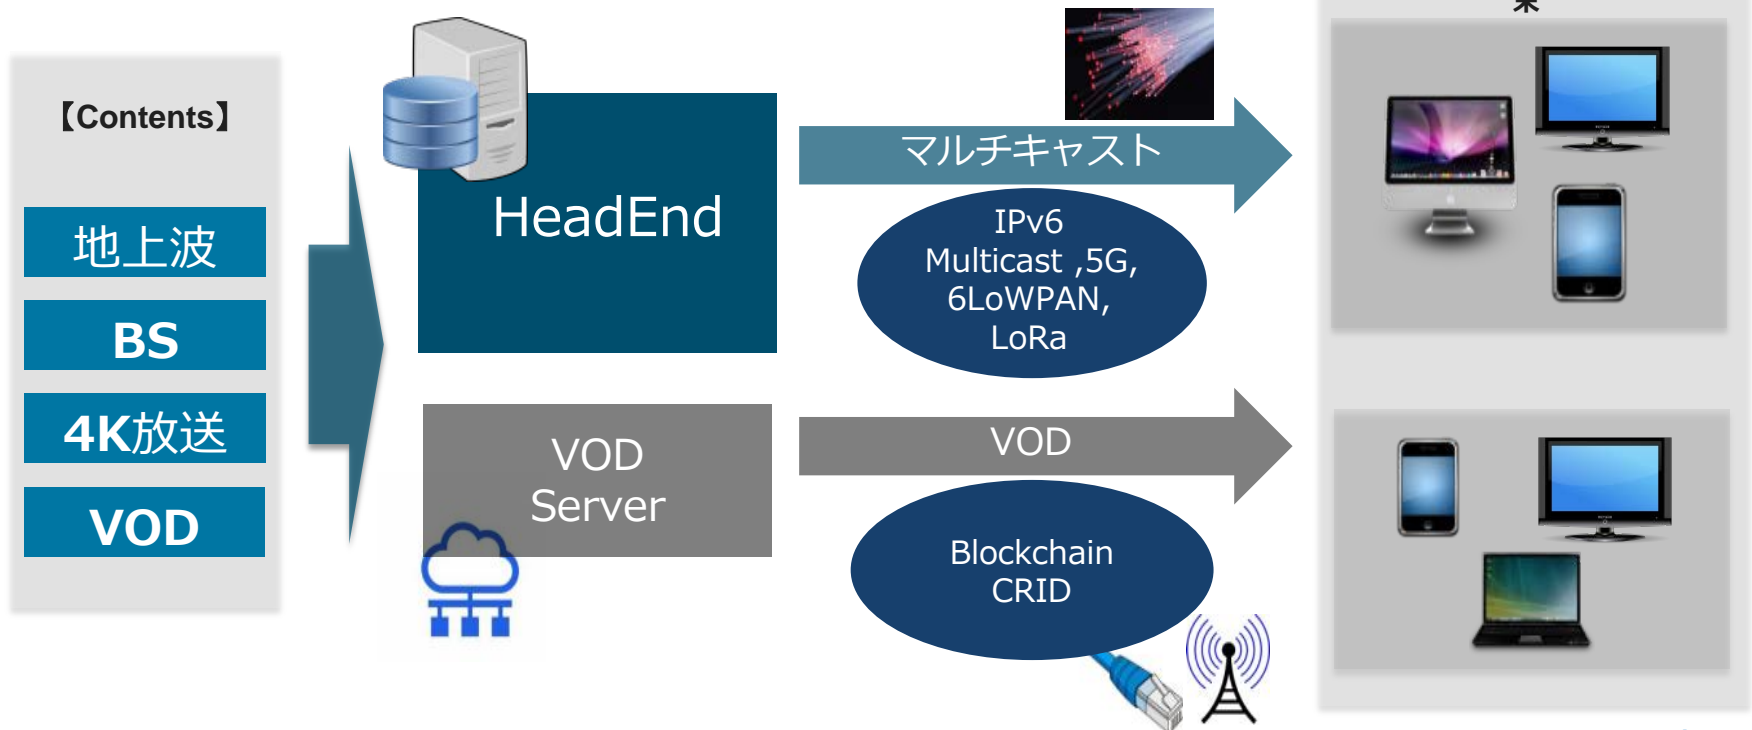 【Contents】
地上波
BS
4K放送
VOD
HeadEnd
VOD
Server
マルチキャスト
IPv6
Multicast ,5G,
6LoWPAN,
LoRa
VOD
Blockchain
CRID